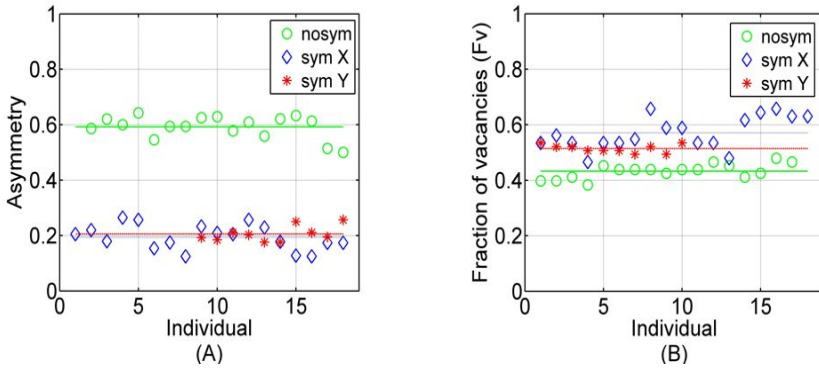 1
0.8
0.6
0.4
0.2
0
0
5
10
15
Asymmetry
Individual
nosym
sym X
sym Y
(A)
1
0.8
0.6
0.4
0.2
0
0
5
10
15
Fraction of vacancies (Fv)
Individual
nosym
sym X
sym Y
(B)